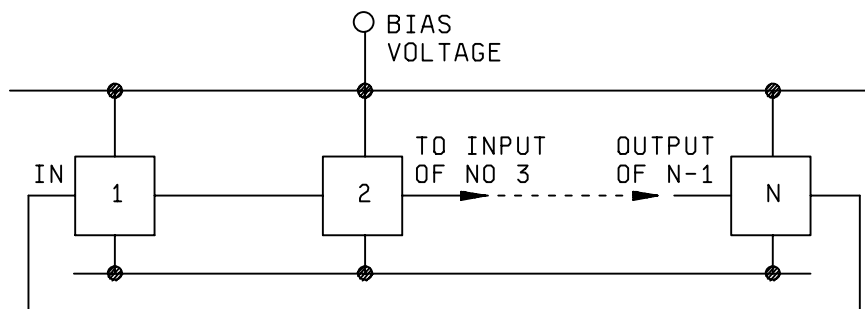 BIAS
VOLTAGE
TO INPUT
OF NO 3
OUTPUT
OF N-1
IN
1
2
N